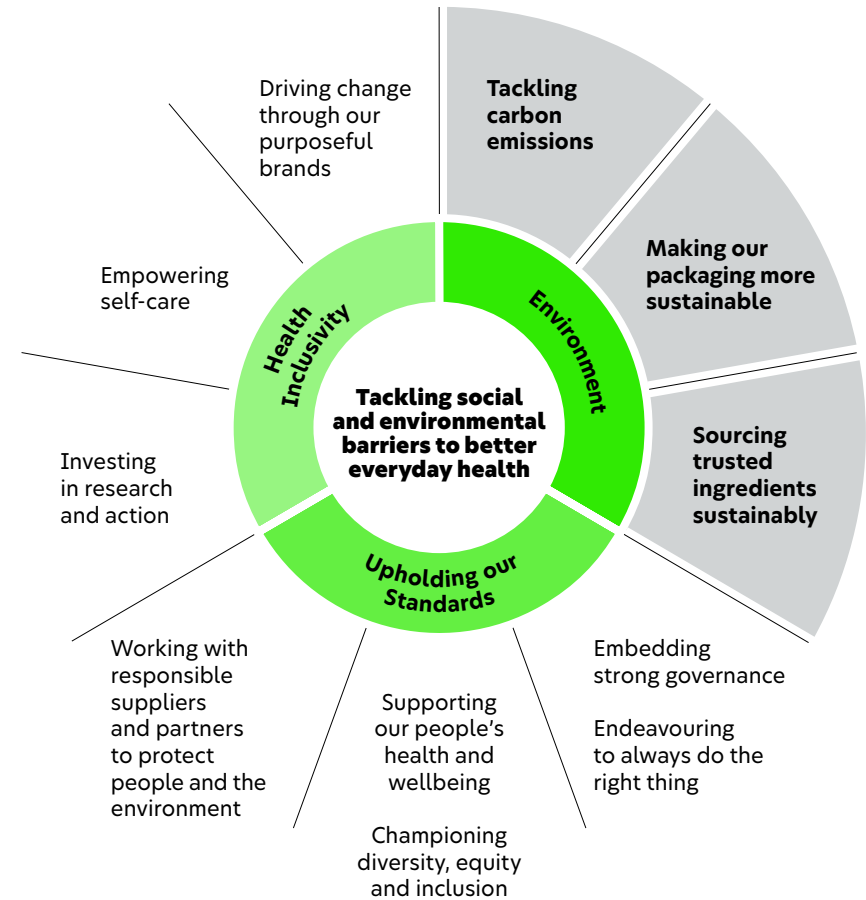 Driving change
through our
purposeful
brands
Tackling
carbon
emissions
Making our
packaging more
sustainable
Sourcing
trusted
ingredients
sustainably
Embedding
strong governance
Endeavouring
to always do the
right thing
Supporting
our people’s
health and
wellbeing
Championing
diversity, equity
and inclusion
Working with
responsible
suppliers
and partners
to protect
people and the
environment
Investing
in research
and action
Empowering
self-care
Health
Inclusivity
Environment
Upholding our
Standards
Tackling social
and environmental
barriers to better
everyday health